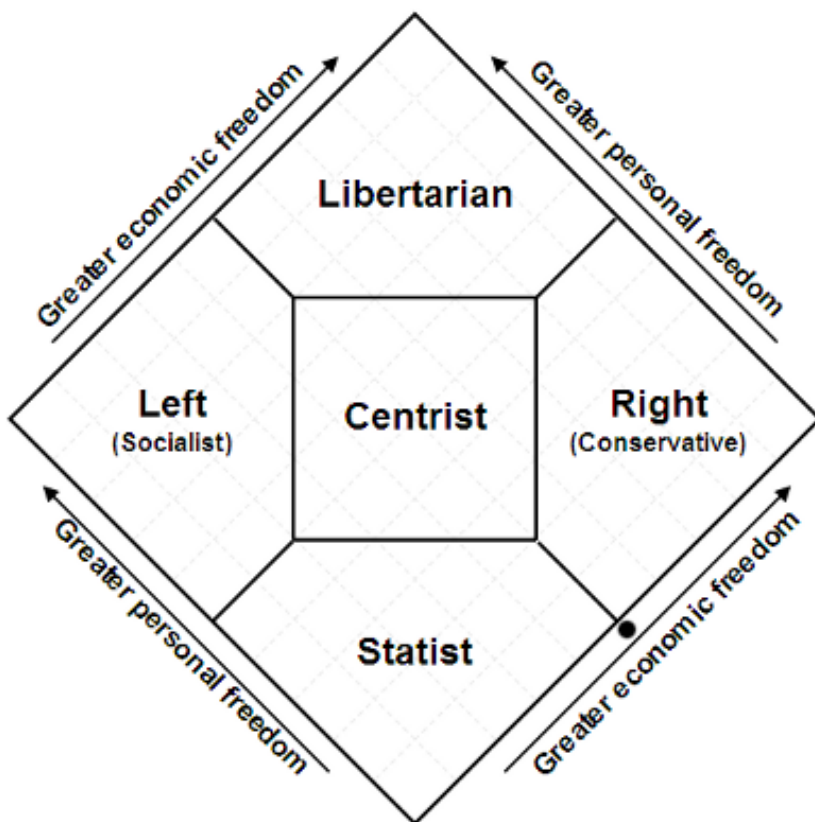 Greater economic freedom
Greater personal freedom
Libertarian
Left
(Socialist)
Centrist
Right
(Conservative)
Greater personal freedom
Statist
Greater economic freedom